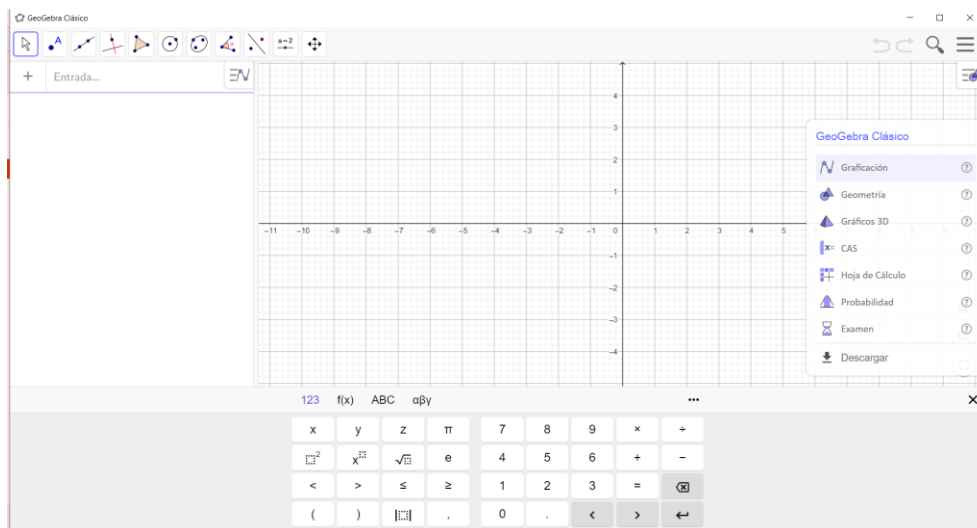 GeoGebra Clásico
A
a=2
+ Entrada...
4
3
2
1
-11 -10 -9 -8 -7 -6 -5 -4 -3 -2 -1 0 1 2 3 4 5
-1
-2
-3
-4
GeoGebra Clásico
Graficación
Geometría
Gráficos 3D
x= CAS
Hoja de Cálculo
Probabilidad
Examen
Descargar
123 f(x) ABC αβγ ...
x y z π 7 8 9 × ÷
² x √ e 4 5 6 + −
< > ≤ ≥ 1 2 3 =
( ) | | , 0 . < >